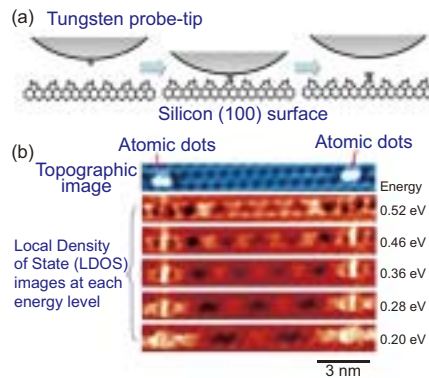 (a) Tungsten probe-tip
Silicon (100) surface
Atomic dots
Atomic dots
(b)
Topographic
image
Energy
0.52 eV
0.46 eV
Local Density
of State (LDOS)
images at each
energy level
0.36 eV
0.28 eV
0.20 eV
3 nm